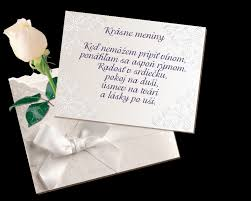 Krásne meniny.
Keď nemôžem pripiť vínom,
ponáhľam sa aspoň rýmom.
Radosť v srdiečku,
pokoj na duši,
úsmev na tvári
a lásky po uši.